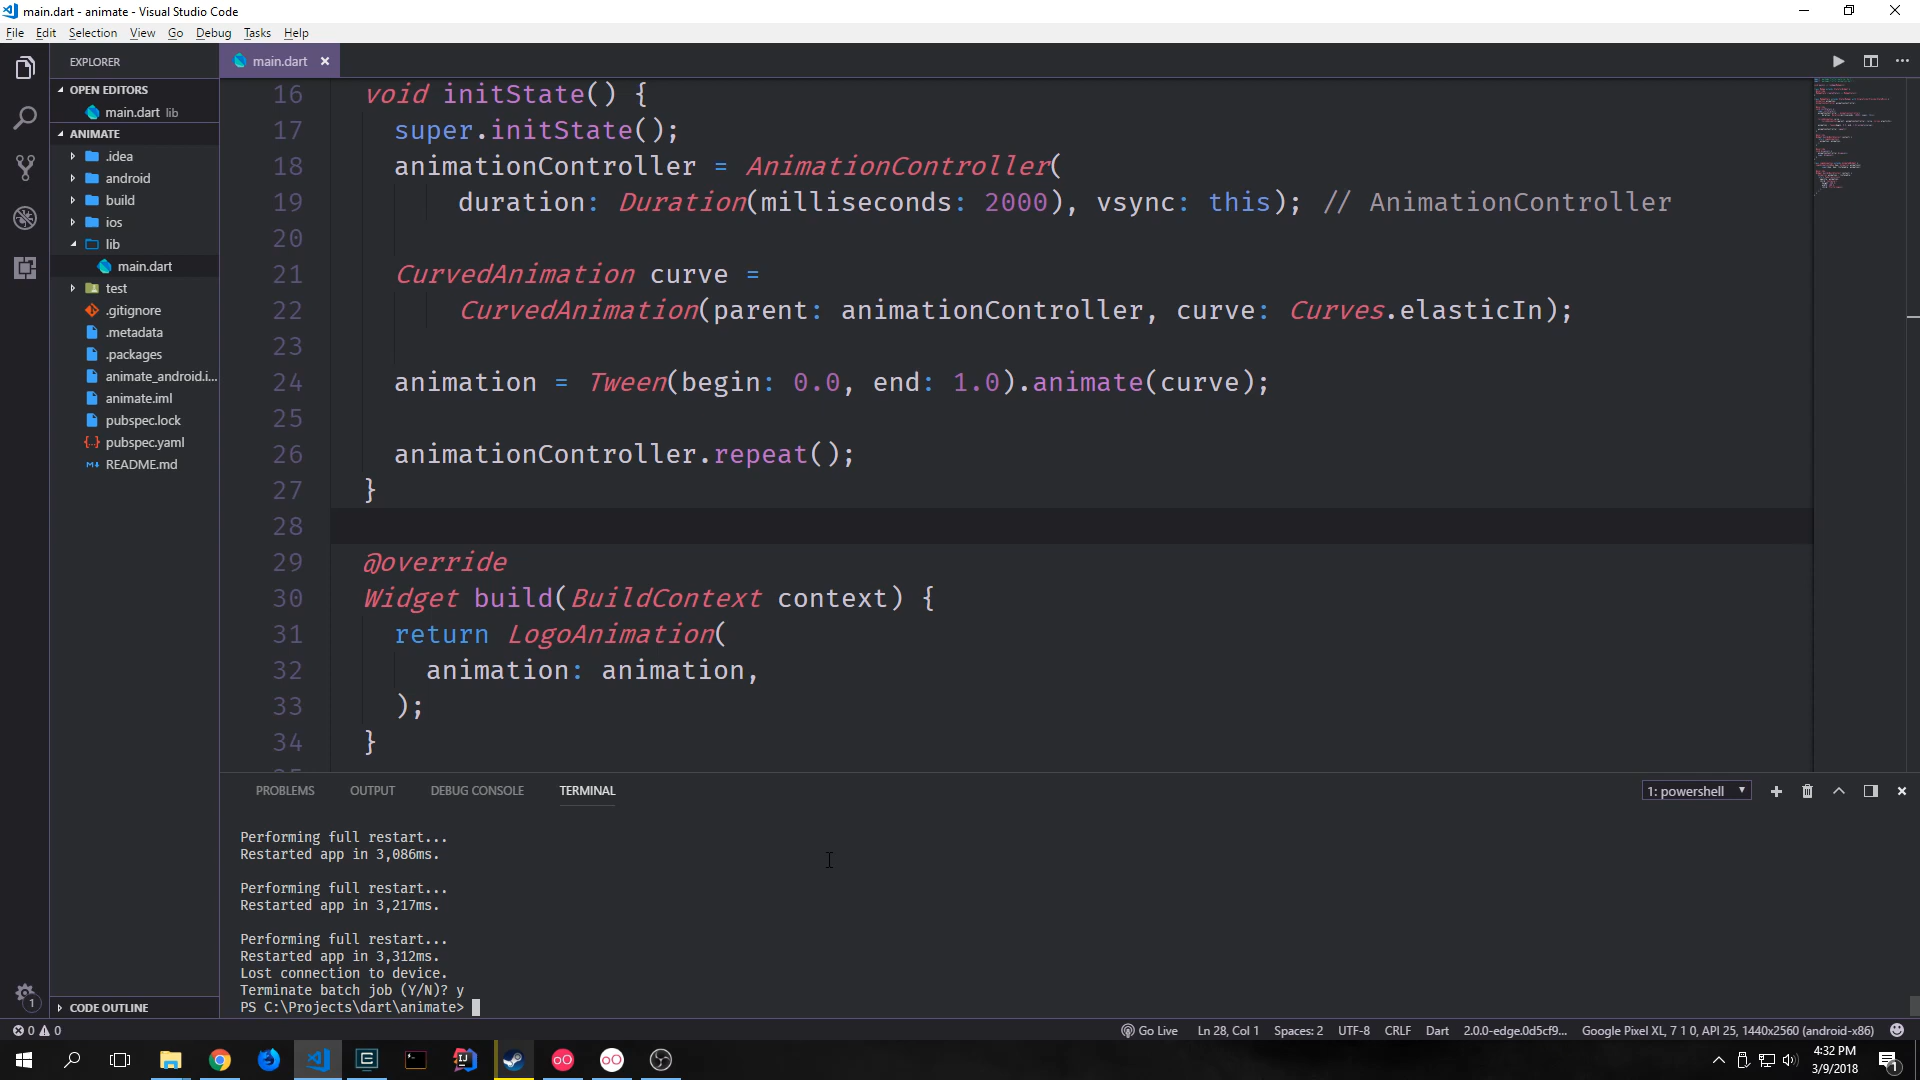 main.dart - animate - Visual Studio Code
File Edit Selection View Go Debug Tasks Help
EXPLORER
OPEN EDITORS
main.dart lib
ANIMATE
.idea
android
build
ios
lib
main.dart
test
.gitignore
.metadata
.packages
animate_android.i...
animate.iml
pubspec.lock
{..} pubspec.yaml
M↓ README.md
CODE OUTLINE
1
main.dart
16 void initState() {
17 super.initState();
18 animationController = AnimationController(
19 duration: Duration(milliseconds: 2000), vsync: this); // AnimationController
20
21 CurvedAnimation curve =
22 CurvedAnimation(parent: animationController, curve: Curves.elasticIn);
23
24 animation = Tween(begin: 0.0, end: 1.0).animate(curve);
25
26 animationController.repeat();
27 }
28
29 @override
30 Widget build(BuildContext context) {
31 return LogoAnimation(
32 animation: animation,
33 );
34 }
PROBLEMS OUTPUT DEBUG CONSOLE TERMINAL 1: powershell
Performing full restart...
Restarted app in 3,086ms.
Performing full restart...
Restarted app in 3,217ms.
Performing full restart...
Restarted app in 3,312ms.
Lost connection to device.
Terminate batch job (Y/N)? y
PS C:\Projects\dart\animate>
0 0 Go Live Ln 28, Col 1 Spaces: 2 UTF-8 CRLF Dart 2.0.0-edge.0d5cf9... Google Pixel XL, 7 1 0, API 25, 1440x2560 (android-x86)
4:32 PM
3/9/2018
1